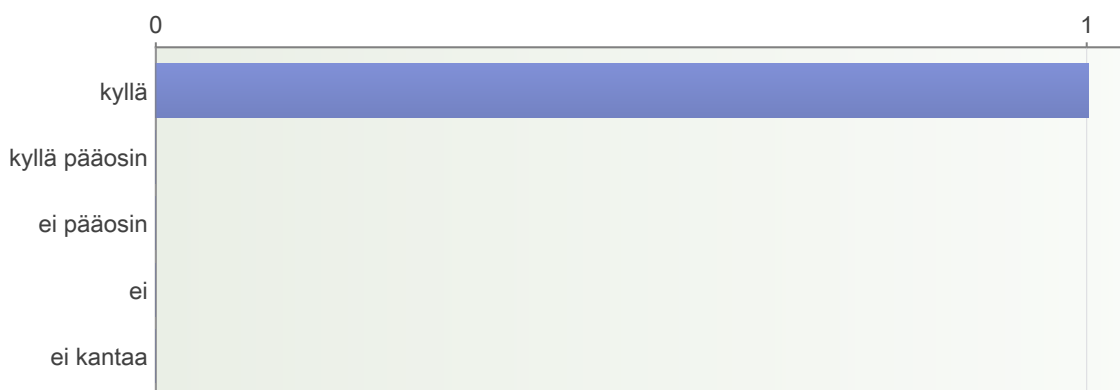 0 1
kyllä
kyllä pääosin
ei pääosin
ei
ei kantaa